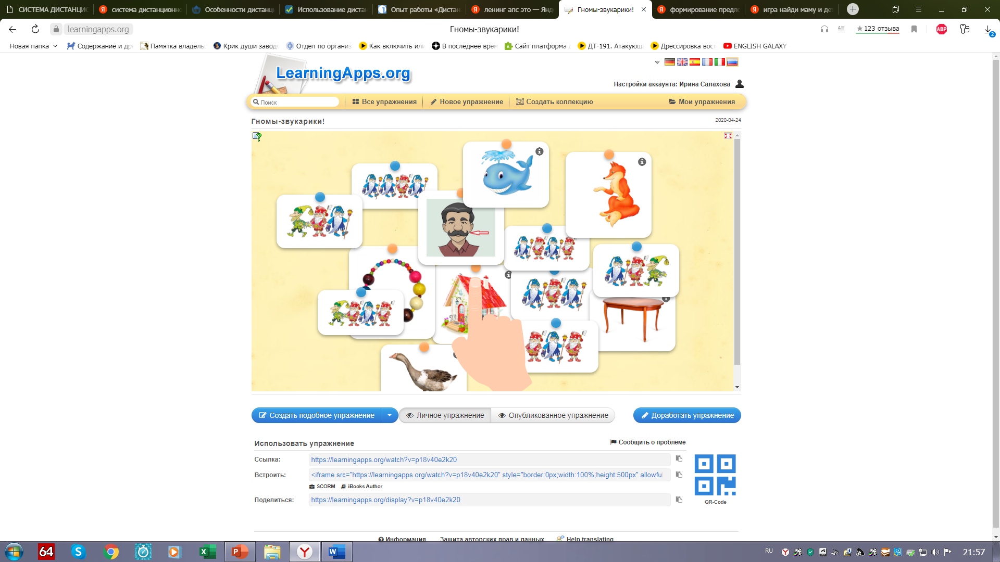 СИСТЕМА ДИСТАНЦИС
система дистанционн
Особенности дистанц
Использование дистан
Опыт работы «Дистан
ленинг апс это — Янд
Гномы-звукарики!
формирование предло
игра найди маму и де
learningapps.org
Гномы-звукарики!
123 отзыва
ABP
2
Новая папка
Содержание и др
Памятка владель
Крик души завод
Отдел по организ
Как включить или
В последнее врем
Сайт платформа д
ДТ-191. Атакующ
Дрессировка вост
ENGLISH GALAXY
LearningApps.org
Настройки аккаунта: Ирина Салахова
Поиск
Все упражнения
Новое упражнение
Создать коллекцию
Мои упражнения
Гномы-звукарики!
2020-04-24
Создать подобное упражнение
Личное упражнение
Опубликованное упражнение
Доработать упражнение
Использовать упражнение
Сообщить о проблеме
Ссылка:
https://learningapps.org/watch?v=p18v40e2k20
Встроить:
<iframe src="https://learningapps.org/watch?v=p18v40e2k20" style="border:0px;width:100%;height:500px" allowful
SCORM
iBooks Author
Поделиться:
https://learningapps.org/display?v=p18v40e2k20
QR-Code
Информация
Защита авторских прав и данных
Help translating
64
RU
21:57